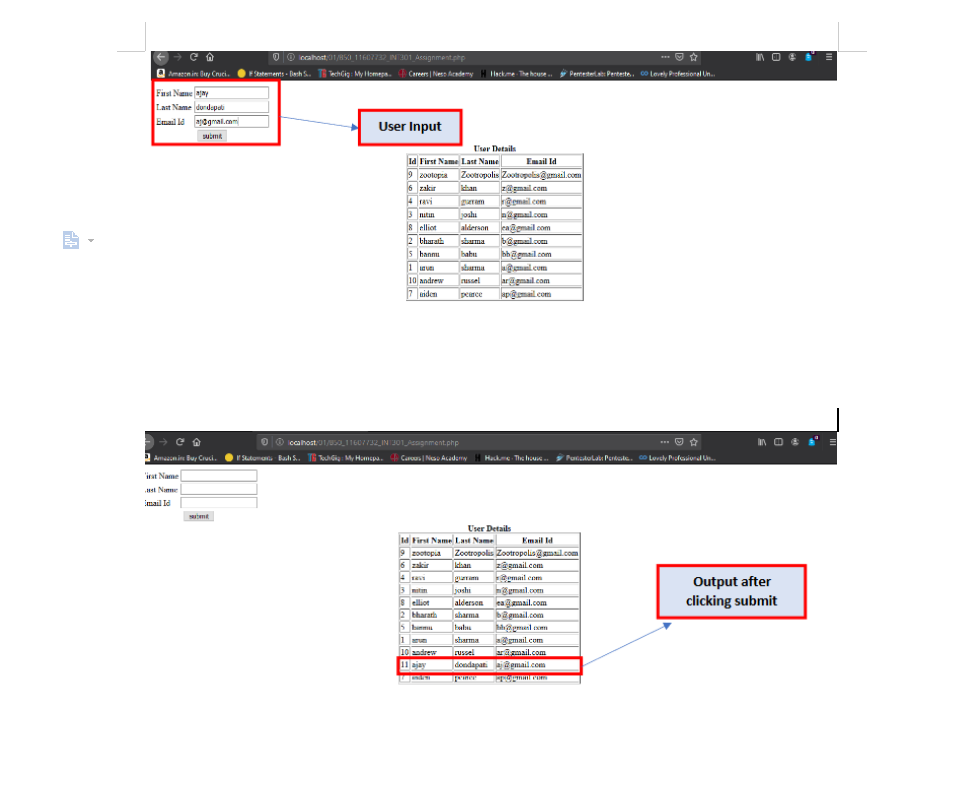 localhost/01/850_11607732_INT301_Assignment.php
Amazon.in: Buy Cruci... If Statements - Bash S... TechGig : My Homepa... Careers | Neso Academy Hackme - The house ... PentesterLab: Penteste... Lovely Professional Un...
First Name ajay
Last Name dondapati
Email Id aj@gmail.com
submit
User Input
User Details
Id First Name Last Name Email Id
9 zootopia Zootropolis Zootropolis@gmail.com
6 zakir khan z@gmail.com
4 ravi gurram r@gmail.com
3 nitin joshi n@gmail.com
8 elliot alderson ea@gmail.com
2 bharath sharma b@gmail.com
5 bannu babu bb@gmail.com
1 arun sharma a@gmail.com
10 andrew russel ar@gmail.com
7 aiden pearce ap@gmail.com
localhost/01/850_11607732_INT301_Assignment.php
Amazon.in: Buy Cruci... If Statements - Bash S... TechGig : My Homepa... Careers | Neso Academy Hackme - The house ... PentesterLab: Penteste... Lovely Professional Un...
First Name
Last Name
Email Id
submit
User Details
Id First Name Last Name Email Id
9 zootopia Zootropolis Zootropolis@gmail.com
6 zakir khan z@gmail.com
4 ravi gurram r@gmail.com
3 nitin joshi n@gmail.com
8 elliot alderson ea@gmail.com
2 bharath sharma b@gmail.com
5 bannu babu bb@gmail.com
1 arun sharma a@gmail.com
10 andrew russel ar@gmail.com
11 ajay dondapati aj@gmail.com
7 aiden pearce ap@gmail.com
Output after
clicking submit